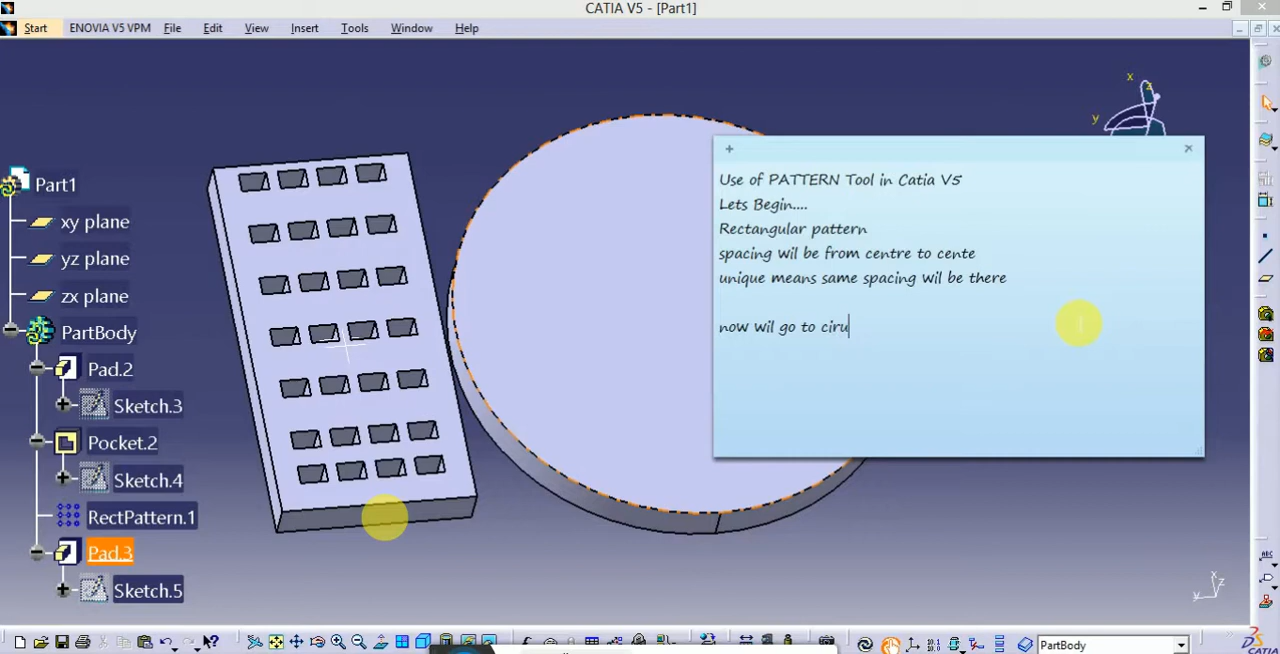 CATIA V5 - [Part1]
Start ENOVIA V5 VPM File Edit View Insert Tools Window Help
x
z
y
Part1
xy plane
yz plane
zx plane
PartBody
Pad.2
Sketch.3
Pocket.2
Sketch.4
RectPattern.1
Pad.3
Sketch.5
Use of PATTERN Tool in Catia V5
Lets Begin....
Rectangular pattern
spacing wil be from centre to cente
unique means same spacing wil be there
now wil go to ciru
x
z
y
PartBody
CATIA